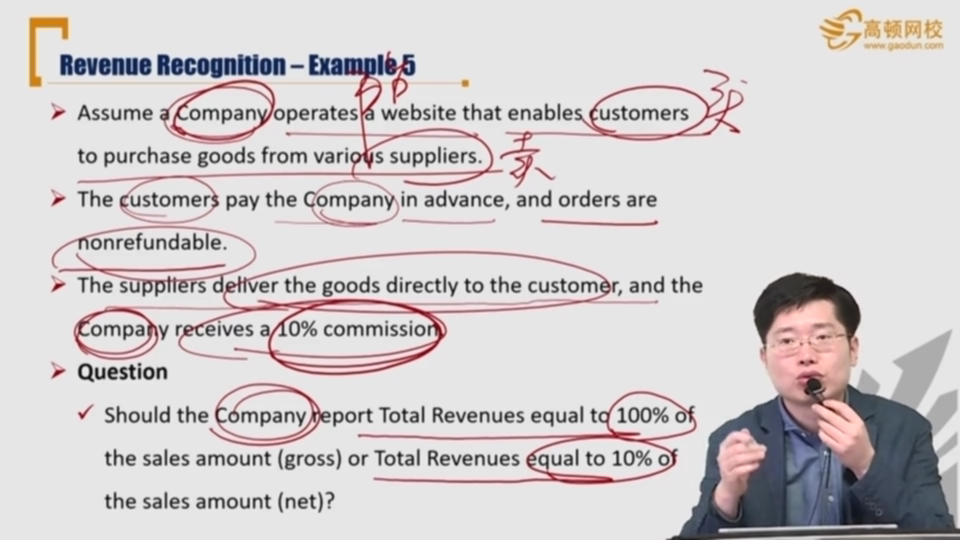 高顿网校
www.gaodun.com
Revenue Recognition – Example 5
Assume a Company operates a website that enables customers
to purchase goods from various suppliers.
The customers pay the Company in advance, and orders are
nonrefundable.
The suppliers deliver the goods directly to the customer, and the
Company receives a 10% commission
Question
Should the Company report Total Revenues equal to 100% of
the sales amount (gross) or Total Revenues equal to 10% of
the sales amount (net)?